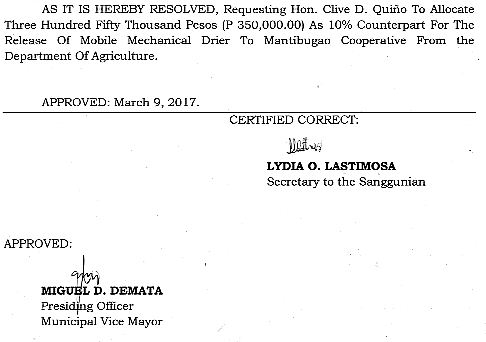 AS IT IS HEREBY RESOLVED, Requesting Hon. Clive D. Quiño To Allocate
Three Hundred Fifty Thousand Pesos (P 350,000.00) As 10% Counterpart For The
Release Of Mobile Mechanical Drier To Mantibugao Cooperative From the
Department Of Agriculture.
APPROVED: March 9, 2017.
CERTIFIED CORRECT:
LYDIA O. LASTIMOSA
Secretary to the Sanggunian
APPROVED:
MIGUEL D. DEMATA
Presiding Officer
Municipal Vice Mayor